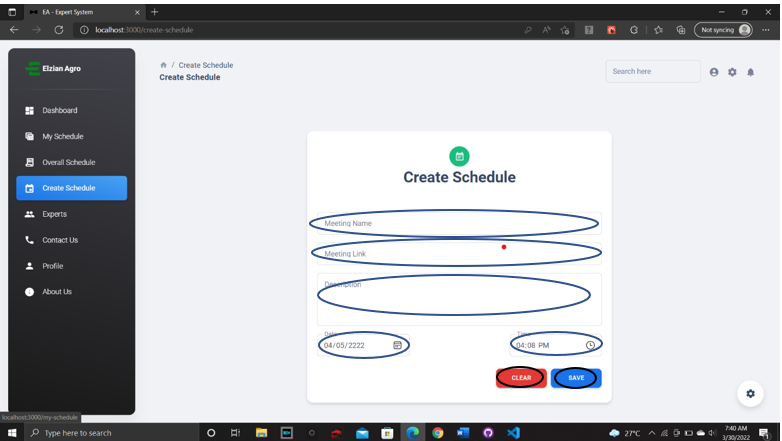 EA - Expert System
localhost:3000/create-schedule
Not syncing
Elzian Agro
Dashboard
My Schedule
Overall Schedule
Create Schedule
Experts
Contact Us
Profile
About Us
/ Create Schedule
Create Schedule
Search here
Create Schedule
Meeting Name
Meeting Link
Description
Date
04/05/2222
Time
04:08 PM
CLEAR
SAVE
localhost:3000/my-schedule
Type here to search
27°C
7:40 AM
3/30/2022